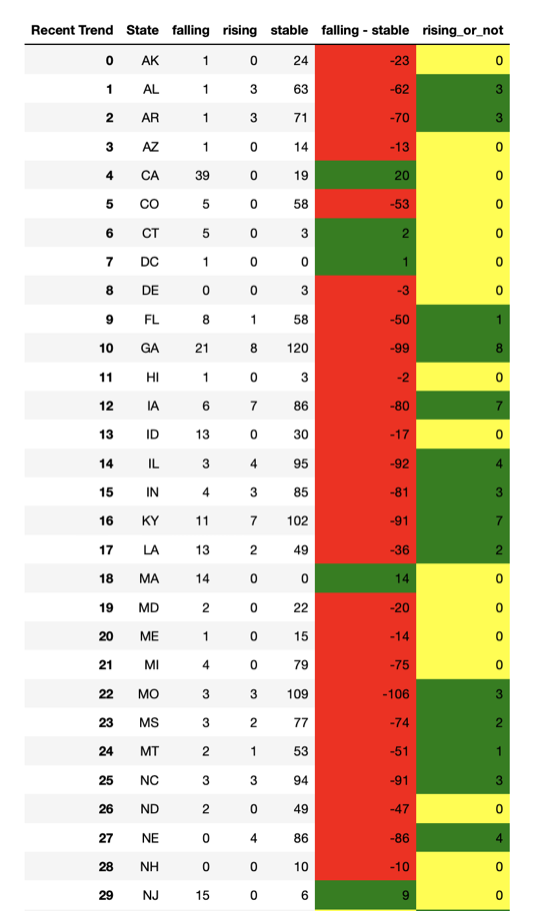 Recent Trend State falling rising stable falling - stable rising_or_not
0 AK 1 0 24 -23 0
1 AL 1 3 63 -62 3
2 AR 1 3 71 -70 3
3 AZ 1 0 14 -13 0
4 CA 39 0 19 20 0
5 CO 5 0 58 -53 0
6 CT 5 0 3 2 0
7 DC 1 0 0 1 0
8 DE 0 0 3 -3 0
9 FL 8 1 58 -50 1
10 GA 21 8 120 -99 8
11 HI 1 0 3 -2 0
12 IA 6 7 86 -80 7
13 ID 13 0 30 -17 0
14 IL 3 4 95 -92 4
15 IN 4 3 85 -81 3
16 KY 11 7 102 -91 7
17 LA 13 2 49 -36 2
18 MA 14 0 0 14 0
19 MD 2 0 22 -20 0
20 ME 1 0 15 -14 0
21 MI 4 0 79 -75 0
22 MO 3 3 109 -106 3
23 MS 3 2 77 -74 2
24 MT 2 1 53 -51 1
25 NC 3 3 94 -91 3
26 ND 2 0 49 -47 0
27 NE 0 4 86 -86 4
28 NH 0 0 10 -10 0
29 NJ 15 0 6 9 0